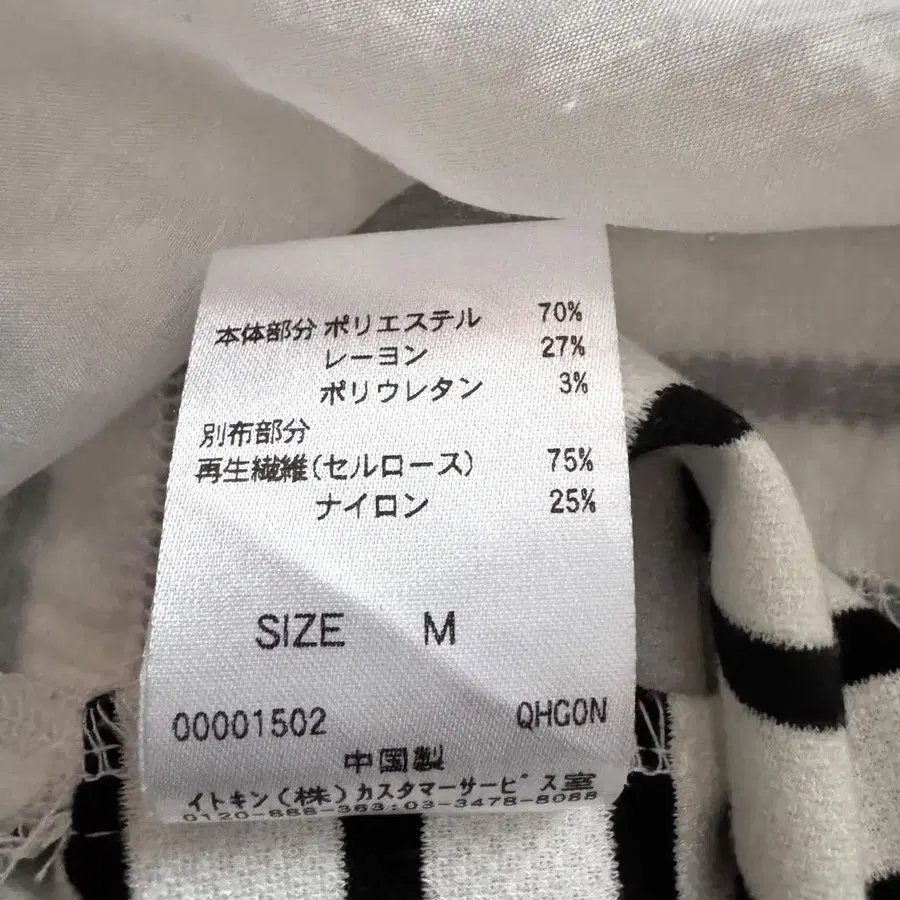 本体部分 ポリエステル 70%
レーヨン 27%
ポリウレタン 3%
別布部分
再生繊維(セルロース) 75%
ナイロン 25%
SIZE M
00001502 QHGON
中国製
イトキン(株)カスタマーサービス室
0120-888-363:03-3478-8088